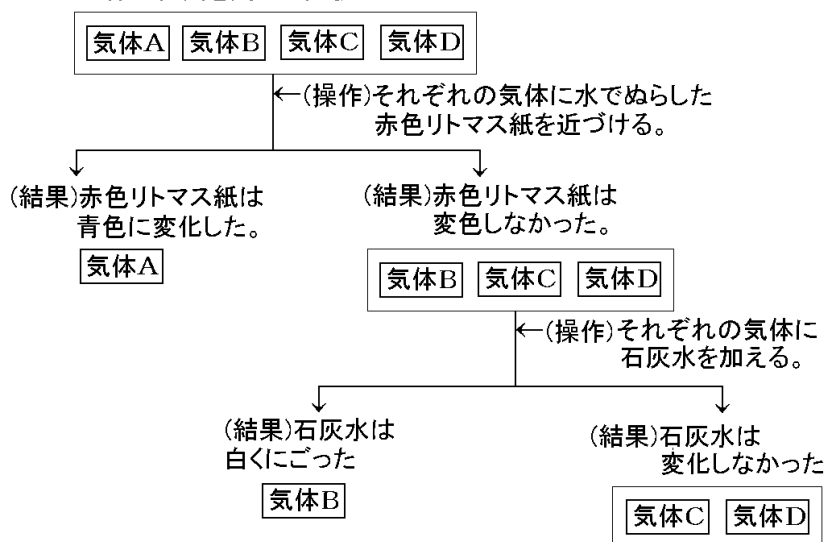 気体A 気体B 気体C 気体D
←(操作)それぞれの気体に水でぬらした
赤色リトマス紙を近づける。
(結果)赤色リトマス紙は
青色に変化した。
気体A
(結果)赤色リトマス紙は
変色しなかった。
気体B 気体C 気体D
←(操作)それぞれの気体に
石灰水を加える。
(結果)石灰水は
白くにごった
気体B
(結果)石灰水は
変化しなかった
気体C 気体D